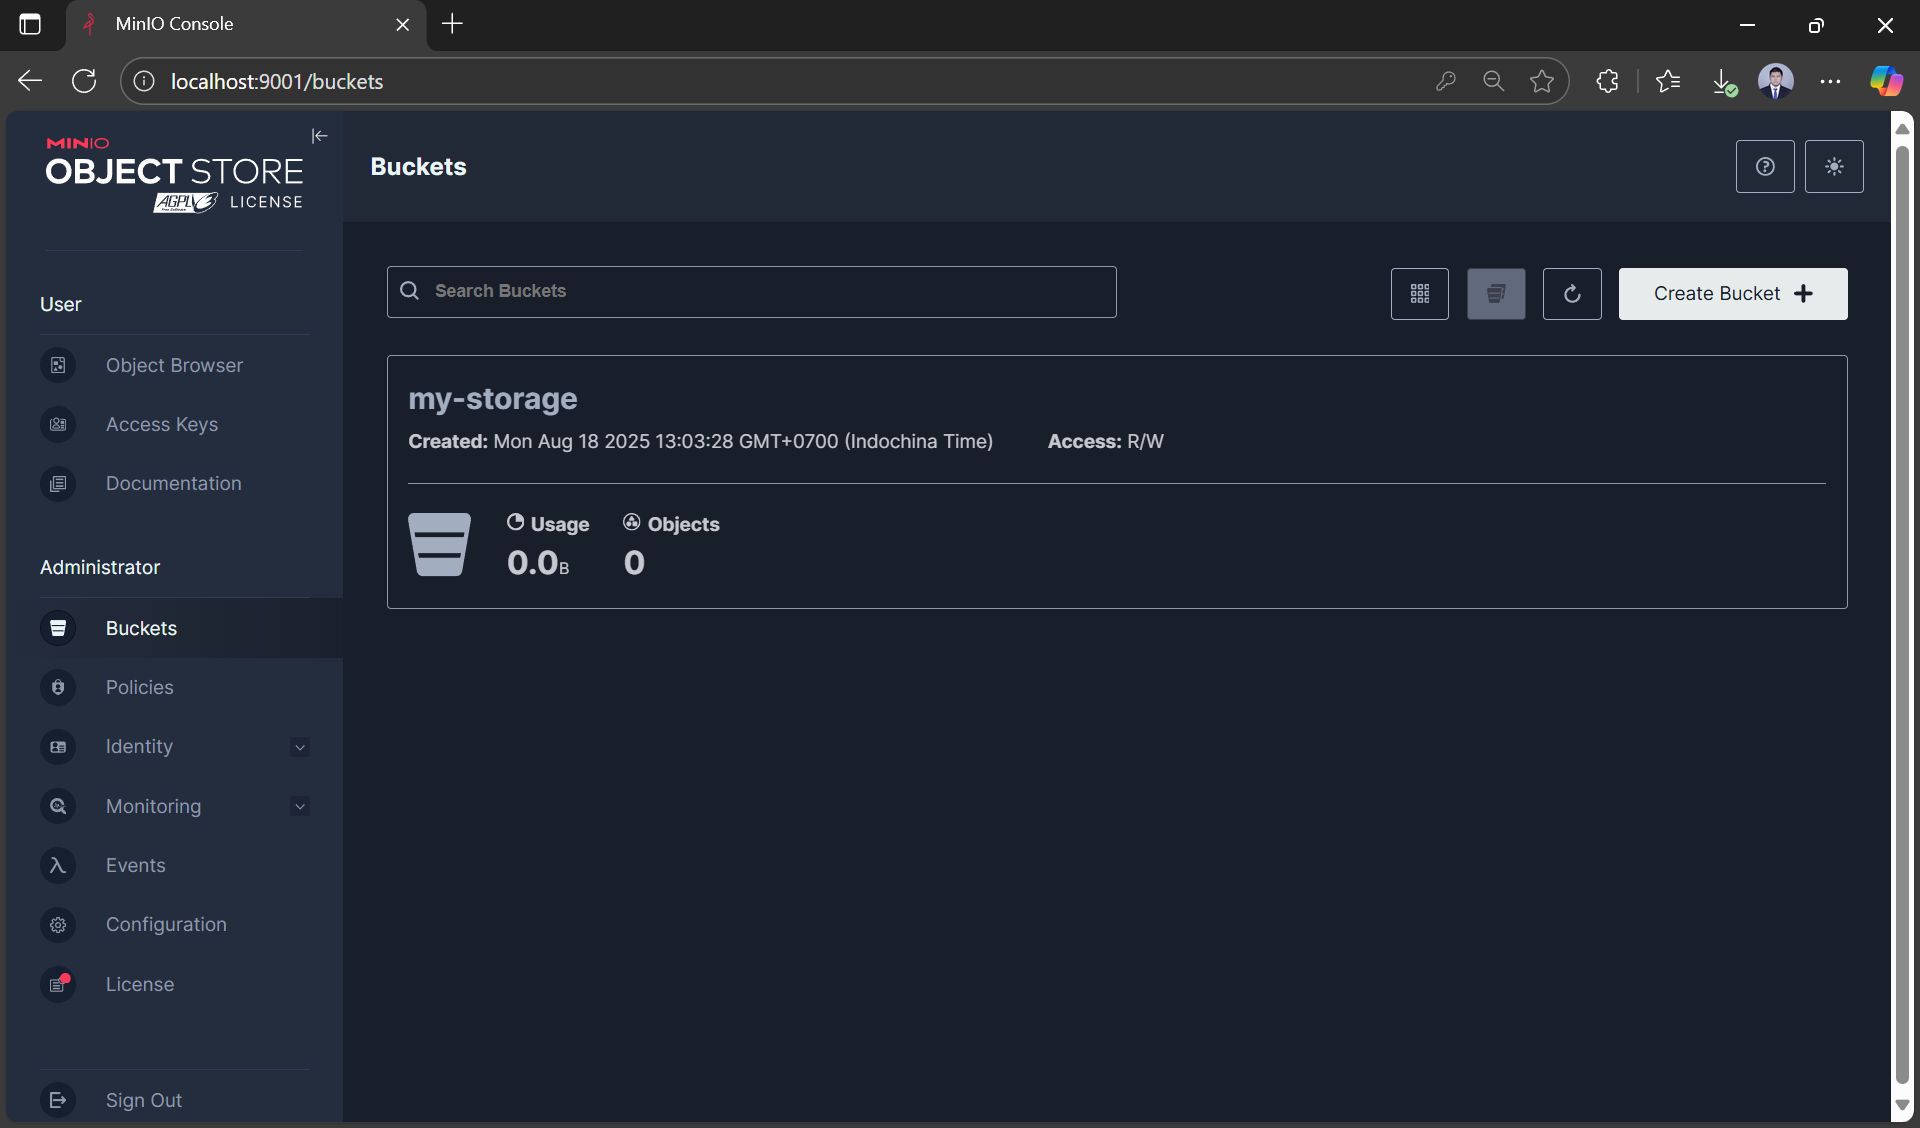 MinIO Console
localhost:9001/buckets
MINIO
OBJECT STORE
AGPLv3 LICENSE
Free Software
Buckets
User
Search Buckets
Create Bucket
Object Browser
my-storage
Access Keys
Created: Mon Aug 18 2025 13:03:28 GMT+0700 (Indochina Time) Access: R/W
Documentation
Usage Objects
0.0B 0
Administrator
Buckets
Policies
Identity
Monitoring
Events
Configuration
License
Sign Out